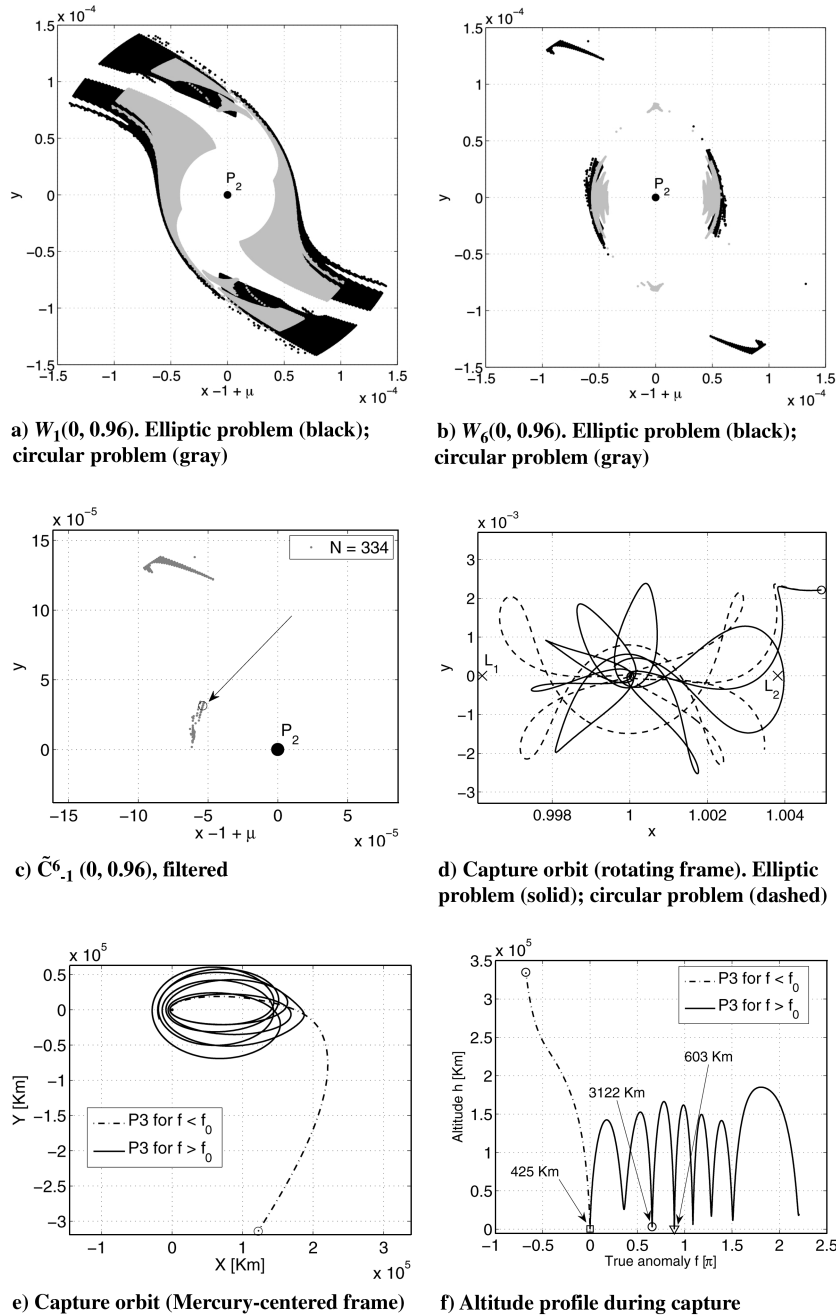 x 10⁻⁴
1.5
1
0.5
0
−0.5
−1
−1.5
y
P₂
−1.5 −1 −0.5 0 0.5 1 1.5
x −1 + μ
x 10⁻⁴
a) W₁(0, 0.96). Elliptic problem (black);
circular problem (gray)
x 10⁻⁴
1.5
1
0.5
0
−0.5
−1
−1.5
y
P₂
−1.5 −1 −0.5 0 0.5 1 1.5
x −1 + μ
x 10⁻⁴
b) W₆(0, 0.96). Elliptic problem (black);
circular problem (gray)
x 10⁻⁵
15
10
5
0
y
N = 334
P₂
−15 −10 −5 0 5
x −1 + μ
x 10⁻⁵
c) C̃⁶₋₁ (0, 0.96), filtered
x 10⁻³
3
2
1
0
−1
−2
−3
y
L₁
L₂
0.998 1 1.002 1.004
x
d) Capture orbit (rotating frame). Elliptic
problem (solid); circular problem (dashed)
x 10⁵
0.5
0
−0.5
−1
−1.5
−2
−2.5
−3
Y [Km]
P3 for f < f₀
P3 for f > f₀
−1 0 1 2 3
X [Km]
x 10⁵
e) Capture orbit (Mercury-centered frame)
x 10⁵
3.5
3
2.5
2
1.5
1
0.5
0
Altitude h [Km]
P3 for f < f₀
P3 for f > f₀
603 Km
3122 Km
425 Km
−1 −0.5 0 0.5 1 1.5 2 2.5
True anomaly f [π]
f) Altitude profile during capture